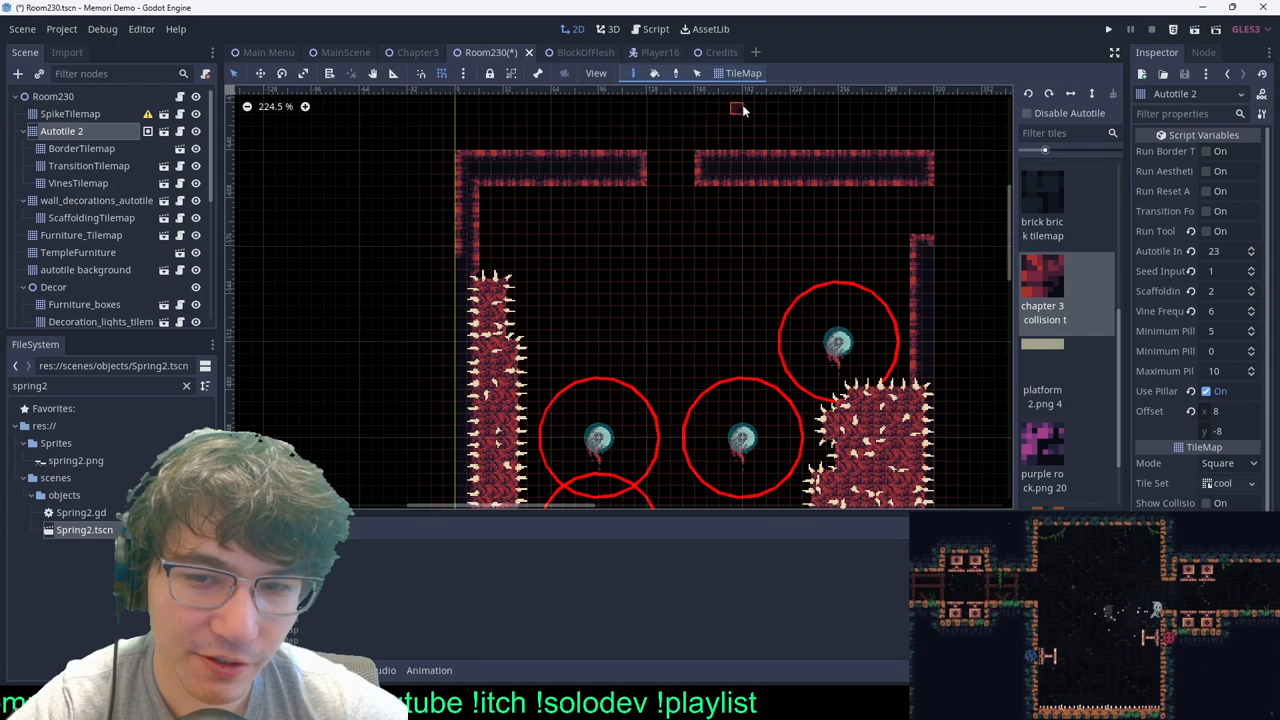 (*) Room230.tscn - Memori Demo - Godot Engine
Scene Project Debug Editor Help
2D 3D Script AssetLib
GLES3
Scene Import
Main Menu MainScene Chapter3 Room230(*) BlockOfFlesh Player16 Credits
Inspector Node
Filter nodes
View TileMap
Room230
SpikeTilemap
Autotile 2
BorderTilemap
TransitionTilemap
VinesTilemap
wall_decorations_autotile
ScaffoldingTilemap
Furniture_Tilemap
TempleFurniture
autotile background
Decor
Furniture_boxes
Decoration_lights_tilem
224.5 %
Disable Autotile
Filter tiles
brick bric
k tilemap
chapter 3
collision t
platform
2.png 4
purple ro
ck.png 20
Autotile 2
Filter properties
Script Variables
Run Border T On
Run Aestheti On
Run Reset A On
Transition Fo On
Run Tool On
Autotile In 23
Seed Input 1
Scaffoldin 2
Vine Frequ 6
Minimum Pill 5
Minimum Pill 0
Maximum Pil 10
Use Pillar On
Offset x 8
y -8
TileMap
Mode Square
Tile Set cool
Show Collisio On
FileSystem
res://scenes/objects/Spring2.tscn
spring2
Favorites:
res://
Sprites
spring2.png
scenes
objects
Spring2.gd
Spring2.tscn
udio Animation
utube !itch !solodev !playlist